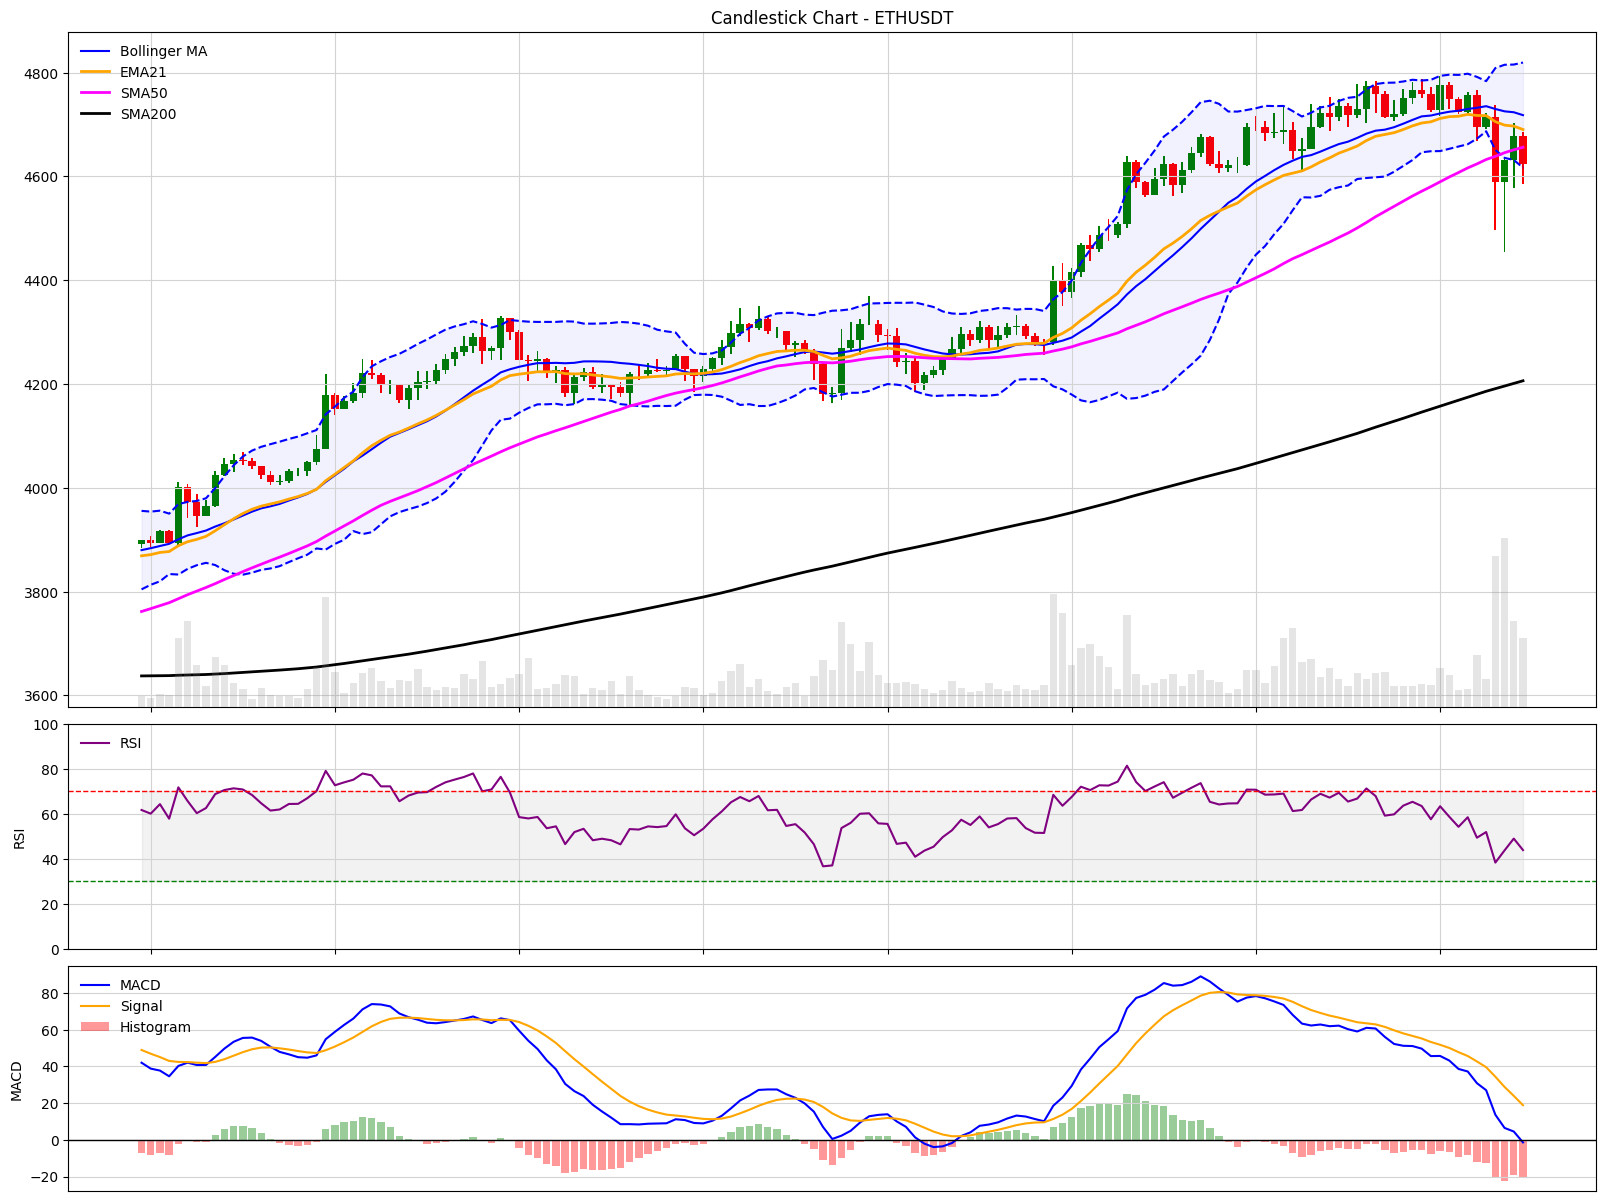 Candlestick Chart - ETHUSDT
Bollinger MA
EMA21
SMA50
SMA200
4800
4600
4400
4200
4000
3800
3600
RSI
100
80
60
40
20
0
RSI
MACD
Signal
Histogram
80
60
40
20
0
−20
MACD